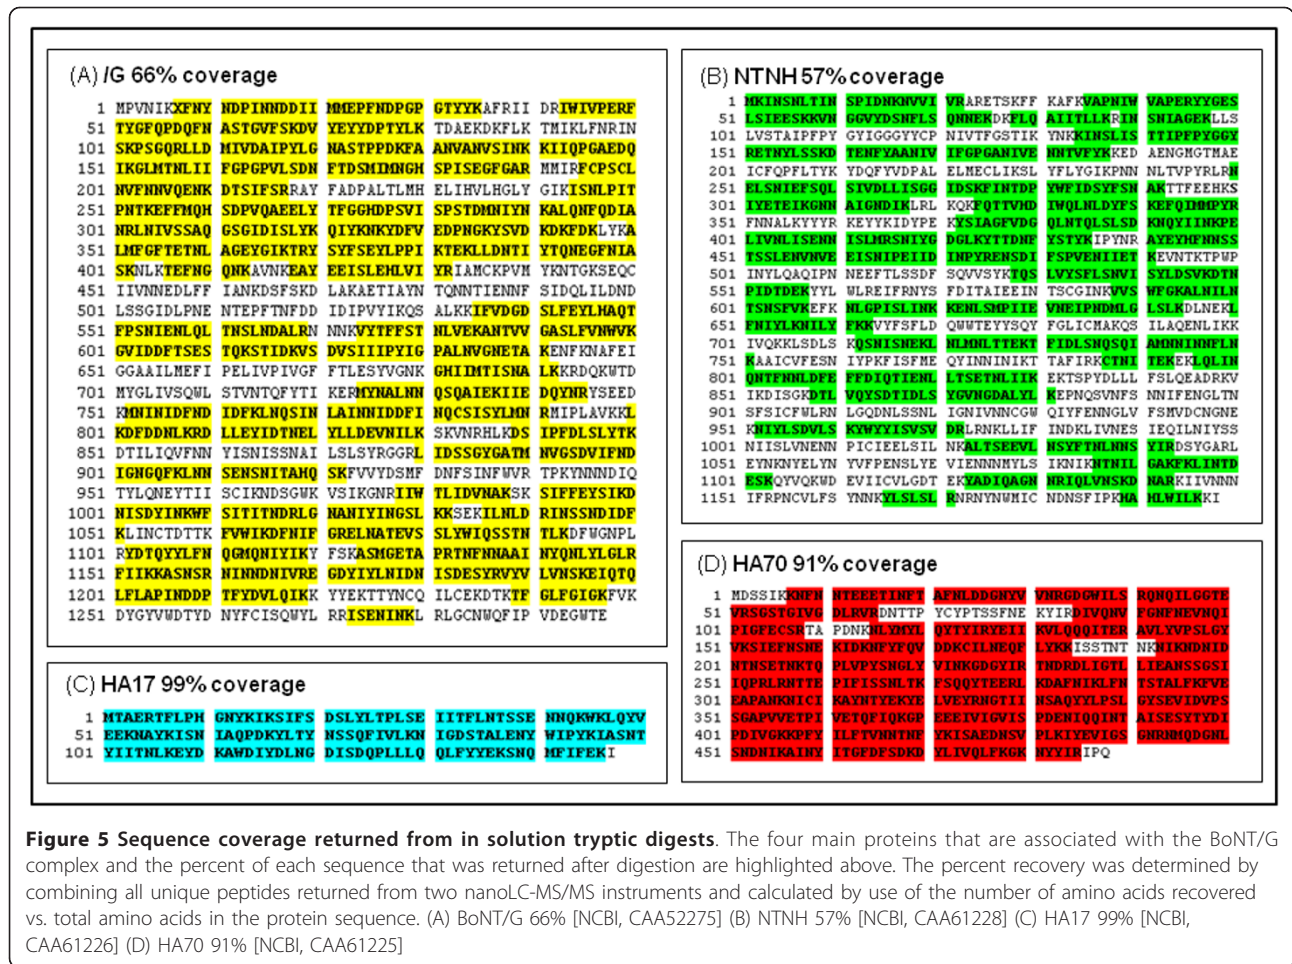 (A) /G 66% coverage
1 MPVNIKXFNY NDPINNDDII MMEPFNDPGP GTYYKAFRII DRIWIVPERF
51 TYGFQPDQFN ASTGVFSKDV YEYYDPTYLK TDAEKDKFLK TMIKLFNRIN
101 SKPSGQRLLD MIVDAIPYLG NASTPPDKFA ANVANVSINK KIIQPGAEDQ
151 IKGLMTNLII FGPGPVLSDN FTDSMIMNGH SPISEGFGAR MMIRFCPSCL
201 NVFNNVQENK DTSIFSRRAY FADPALTLMH ELIHVLHGLY GIKISNLPIT
251 PNTKEFFMQH SDPVQAEELY TFGGHDPSVI SPSTDMNIYN KALQNFQDIA
301 NRLNIVSSAQ GSGIDISLYK QIYKNKYDFV EDPNGKYSVD KDKFDKLYKA
351 LMFGFTETNL AGEYGIKTRY SYFSEYLPPI KTEKLLDNTI YTQNEGFNIA
401 SKNLKTEFNG QNKAVNKEAY EEISLEHLVI YRIAMCKPVM YKNTGKSEQC
451 IIVNNEDLFF IANKDSFSKD LAKAETIAYN TQNNTIENNF SIDQLILDND
501 LSSGIDLPNE NTEPFTNFDD IDIPVYIKQS ALKKIFVDGD SLFEYLHAQT
551 FPSNIENLQL TNSLNDALRN NNKVYTFFST NLVEKANTVV GASLFVNWVK
601 GVIDDFTSES TQKSTIDKVS DVSIIIPYIG PALNVGNETA KENFKNAFEI
651 GGAAILMEFI PELIVPIVGF FTLESYVGNK GHIIMTISNA LKKRDQKWTD
701 MYGLIVSQWL STVNTQFYTI KERMYNALNN QSQAIEKIIE DQYNRYSEED
751 KMNINIDFND IDFKLNQSIN LAINNIDDFI NQCSISYLMN RMIPLAVKKL
801 KDFDDNLKRD LLEYIDTNEL YLLDEVNILK SKVNRHLKDS IPFDLSLYTK
851 DTILIQVFNN YISNISSNAI LSLSYRGGRL IDSSGYGATM NVGSDVIFND
901 IGNGQFKLNN SENSNITAHQ SKFVVYDSMF DNFSINFWVR TPKYNNNDIQ
951 TYLQNEYTII SCIKNDSGWK VSIKGNRIIW TLIDVNAKSK SIFFEYSIKD
1001 NISDYINKWF SITITNDRLG NANIYINGSL KKSEKILNLD RINSSNDIDF
1051 KLINCTDTTK FVWIKDFNIF GRELNATEVS SLYWIQSSTN TLKDFWGNPL
1101 RYDTQYYLFN QGMQNIYIKY FSKASMGETA PRTNFNNAAI NYQNLYLGLR
1151 FIIKKASNSR NINNDNIVRE GDYIYLNIDN ISDESYRVYV LVNSKEIQTQ
1201 LFLAPINDDP TFYDVLQIKK YYEKTTYNCQ ILCEKDTKTF GLFGIGKFVK
1251 DYGYVWDTYD NYFCISQWYL RRISENINKL RLGCNWQFIP VDEGWTE
(B) NTNH 57% coverage
1 MKINSNLTIN SPIDNKNVVI VRARETSKFF KAFKVAPNIW VAPERYYGES
51 LSIEESKKVN GGVYDSNFLS QNNEKDKFLQ AIITLLKRIN SNIAGEKLLS
101 LVSTAIPFPY GYIGGGYYCP NIVTFGSTIK YNKKINSLIS TTIPFPYGGY
151 RETNYLSSKD TENFYAANIV IFGPGANIVE NNTVFYKKED AENGMGTMAE
201 ICFQPFLTYK YDQFYVDPAL ELMECLIKSL YFLYGIKPNN NLTVPYRLRN
251 ELSNIEFSQL SIVDLLISGG IDSKFINTDP YWFIDSYFSN AKTTFEEHKS
301 IYETEIKGNN AIGNDIKLRL KQKFQTTVHD IWQLNLDYFS KEFQIMMPYR
351 FNNALKYYYR KEYYKIDYPE KYSIAGFVDG QLNTQLSLSD KNQYIINKPE
401 LIVNLISENN ISLMRSNIYG DGLKYTTDNF YSTYKIPYNR AYEYHFNNSS
451 TSSLENVNVE EISNIPEIID INPYRENSDI FSPVENIIET KEVNTKTPWP
501 INYLQAQIPN NEEFTLSSDF SQVVSYKTQS LVYSFLSNVI SYLDSVKDTN
551 PIDTDEKYYL WLREIFRNYS FDITAIEEIN TSCGINKVVS WFGKALNILN
601 TSNSFVKEFK NLGPISLINK KENLSMPIIE VNEIPNDMLG LSLKDLNEKL
651 FNIYLKNILY FKKVYFSFLD QWWTEYYSQY FGLICMAKQS ILAQENLIKK
701 IVQKKLSDLS KQSNISNEKL NLMNLTTEKT FIDLSNQSQI AMNNINNFLN
751 KAAICVFESN IYPKFISFME QYINNINIKT TAFIRKCTNI TEKEKLQLIN
801 QNTFNNLDFE FFDIQTIENL LTSETNLIIK EKTSPYDLLL FSLQEADRKV
851 IKDISGKDTL VQYSDTIDLS YGVNGDALYL KEPNQSVNFS NNIFENGLTN
901 SFSICFWLRN LGQDNLSSNL IGNIVNNCGW QIYFENNGLV FSMVDCNGNE
951 KNIYLSDVLS KYWYYISVSV DRLRNKLLIF INDKLIVNES IEQILNIYSS
1001 NIISLVNENN PICIEELSIL NKALTSEEVL NSYFTNLNNS YIRDSYGARL
1051 EYNKNYELYN YVFPENSLYE VIENNNMYLS IKNIKNTNIL GAKFKLINTD
1101 ESKQYVQKWD EVIICVLGDT EKYADIQAGN NRIQLVNSKD NARKIIVNNN
1151 IFRPNCVLFS YNNKYLSLSL RNRNYNWMIC NDNSFIPKHA HLWILKKI
(C) HA17 99% coverage
1 MTAERTFLPH GNYKIKSIFS DSLYLTPLSE IITFLNTSSE NNQKWKLQYV
51 EEKNAYKISN IAQPDKYLTY NSSQFIVLKN IGDSTALENY WIPYKIASNT
101 YIITNLKEYD KAWDIYDLNG DISDQPLLLQ QLFYYEKSNQ MFIFEKI
(D) HA70 91% coverage
1 MDSSIKKNFN NTEETINFTA FNLDDGNYVV VNRGDGWILS RQNQILGGTE
51 VRSGSTGIVG DLRVRDNTTP YCYPTSSFNE KYIRDIVQNV FGNFNEVNQI
101 PIGFECSRTA PDNKNLYMYL QYTYIRYEII KVLQQQITER AVLYVPSLGY
151 VKSIEFNSNE KIDKNFYFQV DDKCILNEQF LYKKISSTNT NKNIKNDNID
201 TNTSETNKTQ PLVPYSNGLY VINKGDGYIR TNDRDLIGTL LIEANSSGSI
251 IQPRLRNTTE PIFISSNLTK FSQQYTEERL KDAFNIKLFN TSTALFKFVE
301 EAPANKNICI KAYNTYEKYE LVEYRNGTII NSAQYYLPSL GYSEVIDVPS
351 SGAPVVETPI VETQFIQKGP EEEIVIGVIS PDENIQQINT AISESYTYDI
401 PDIVGKKPFY ILFTVNNTNF YKISAEDNSV PLKIYEVIGS GNRNMQDGNL
451 SNDNIKAINY ITGFDFSDKD YLIVQLFKGK NYYIRIPQ
Figure 5 Sequence coverage returned from in solution tryptic digests. The four main proteins that are associated with the BoNT/G
complex and the percent of each sequence that was returned after digestion are highlighted above. The percent recovery was determined by
combining all unique peptides returned from two nanoLC-MS/MS instruments and calculated by use of the number of amino acids recovered
vs. total amino acids in the protein sequence. (A) BoNT/G 66% [NCBI, CAA52275] (B) NTNH 57% [NCBI, CAA61228] (C) HA17 99% [NCBI,
CAA61226] (D) HA70 91% [NCBI, CAA61225]